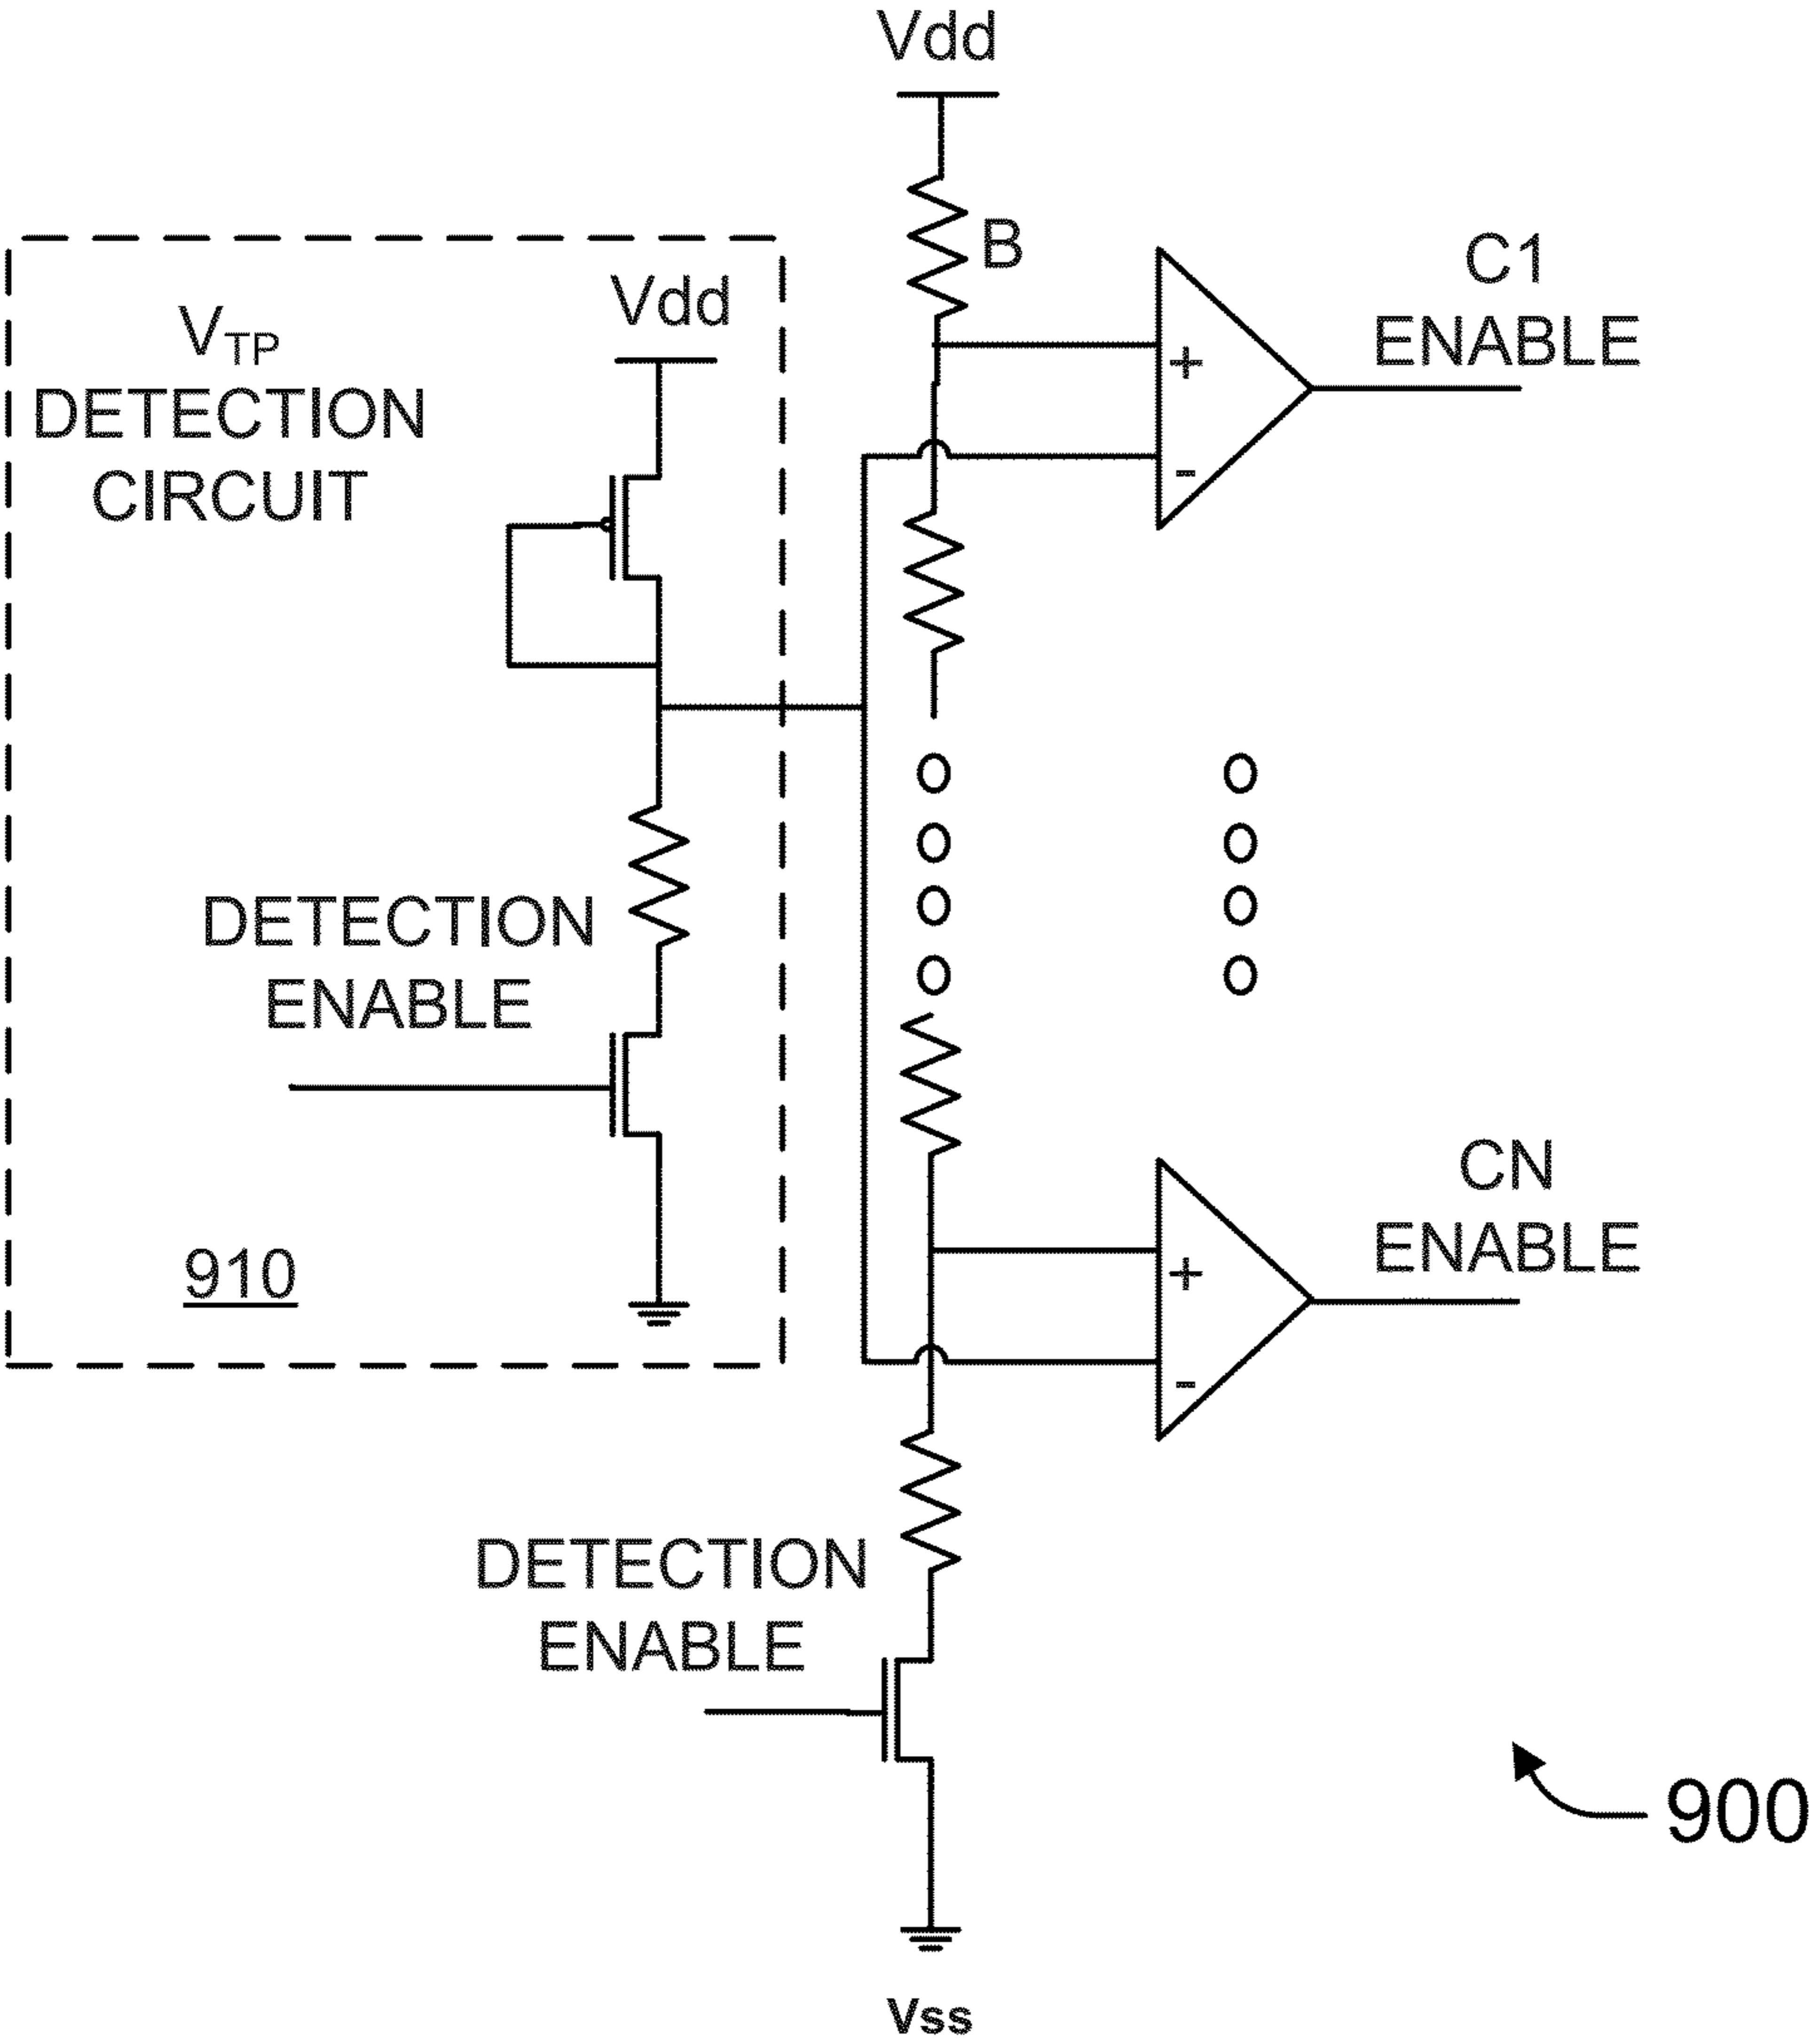 Vdd
B
C1
ENABLE
+
-
Vdd
VTP
DETECTION
CIRCUIT
DETECTION
ENABLE
910
CN
ENABLE
+
-
DETECTION
ENABLE
900
Vss